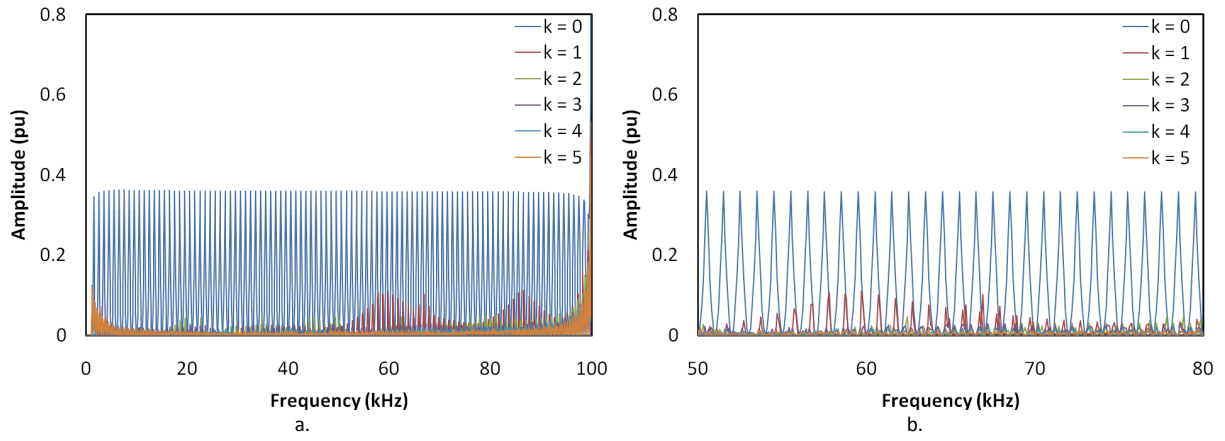 0.8
0.6
0.4
0.2
0
Amplitude (pu)
0 20 40 60 80 100
Frequency (kHz)
k = 0
k = 1
k = 2
k = 3
k = 4
k = 5
a.
0.8
0.6
0.4
0.2
0
Amplitude (pu)
50 60 70 80
Frequency (kHz)
k = 0
k = 1
k = 2
k = 3
k = 4
k = 5
b.